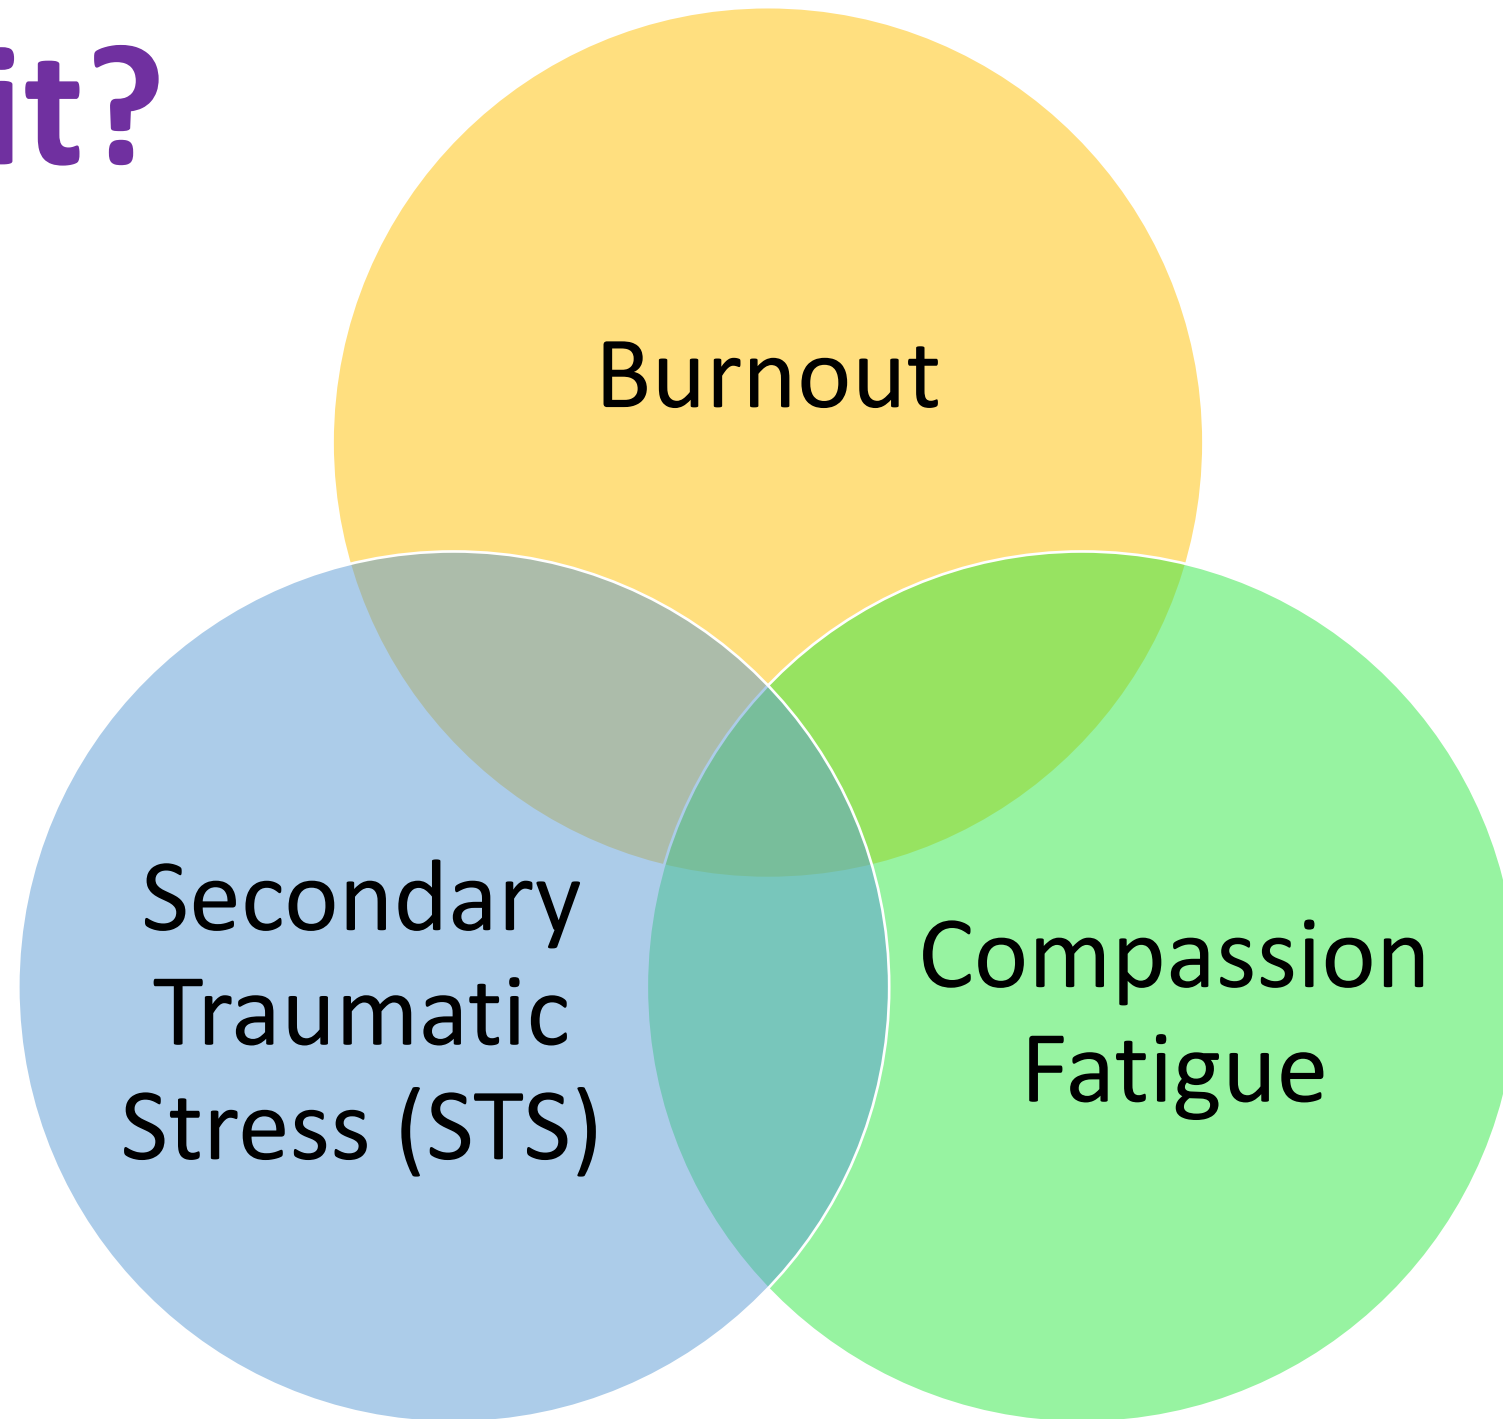 it?
Burnout
Secondary
Traumatic
Stress (STS)
Compassion
Fatigue